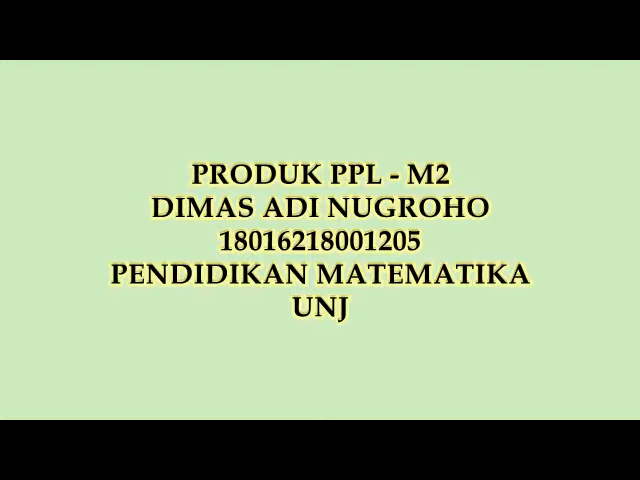 PRODUK PPL - M2
DIMAS ADI NUGROHO
18016218001205
PENDIDIKAN MATEMATIKA
UNJ